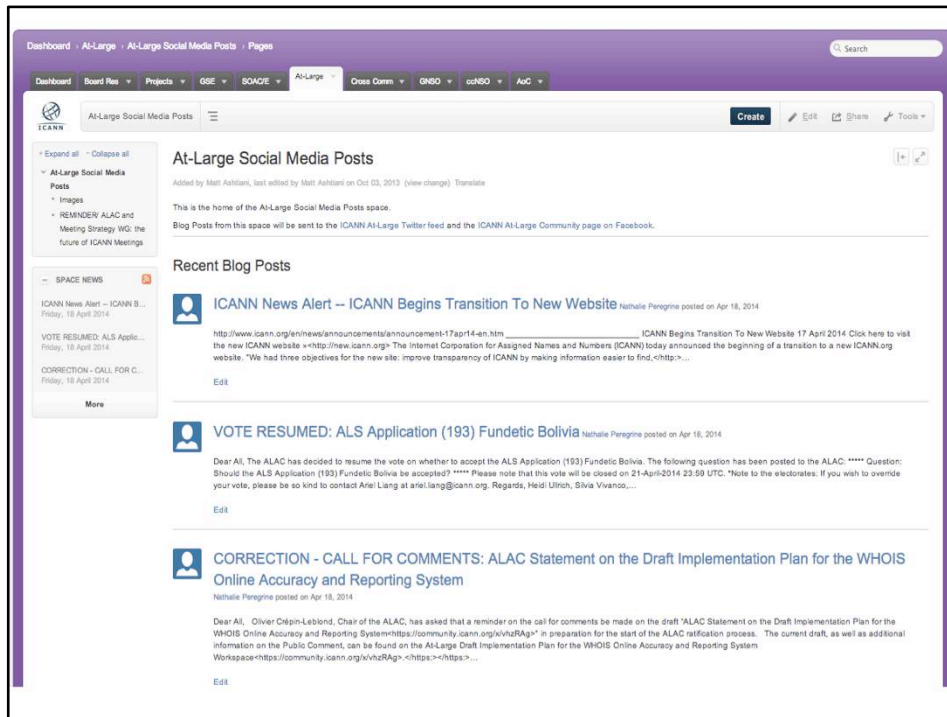 Dashboard › At-Large › At-Large Social Media Posts › Pages
Search
Dashboard Board Res Projects GSE SOAC/E At-Large Cross Comm GNSO ccNSO AoC
ICANN
At-Large Social Media Posts
Create Edit Share Tools
+ Expand all - Collapse all
At-Large Social Media
Posts
Images
REMINDER/ ALAC and
Meeting Strategy WG: the
future of ICANN Meetings
SPACE NEWS
ICANN News Alert -- ICANN B...
Friday, 18 April 2014
VOTE RESUMED: ALS Applic...
Friday, 18 April 2014
CORRECTION - CALL FOR C...
Friday, 18 April 2014
More
At-Large Social Media Posts
Added by Matt Ashtiani, last edited by Matt Ashtiani on Oct 03, 2013 (view change) Translate
This is the home of the At-Large Social Media Posts space.
Blog Posts from this space will be sent to the ICANN At-Large Twitter feed and the ICANN At-Large Community page on Facebook.
Recent Blog Posts
ICANN News Alert -- ICANN Begins Transition To New Website Nathalie Peregrine posted on Apr 18, 2014
http://www.icann.org/en/news/announcements/announcement-17apr14-en.htm____________________ ICANN Begins Transition To New Website 17 April 2014 Click here to visit
the new ICANN website »<http://new.icann.org> The Internet Corporation for Assigned Names and Numbers (ICANN) today announced the beginning of a transition to a new ICANN.org
website. "We had three objectives for the new site: improve transparency of ICANN by making information easier to find,</http:>...
Edit
VOTE RESUMED: ALS Application (193) Fundetic Bolivia Nathalie Peregrine posted on Apr 18, 2014
Dear All, The ALAC has decided to resume the vote on whether to accept the ALS Application (193) Fundetic Bolivia. The following question has been posted to the ALAC: ***** Question:
Should the ALS Application (193) Fundetic Bolivia be accepted? ***** Please note that this vote will be closed on 21-April-2014 23:59 UTC. *Note to the electorates: If you wish to override
your vote, please be so kind to contact Ariel Liang at ariel.liang@icann.org. Regards, Heidi Ullrich, Silvia Vivanco,...
Edit
CORRECTION - CALL FOR COMMENTS: ALAC Statement on the Draft Implementation Plan for the WHOIS
Online Accuracy and Reporting System
Nathalie Peregrine posted on Apr 18, 2014
Dear All, Olivier Crépin-Leblond, Chair of the ALAC, has asked that a reminder on the call for comments be made on the draft "ALAC Statement on the Draft Implementation Plan for the
WHOIS Online Accuracy and Reporting System<https://community.icann.org/x/vhzRAg>" in preparation for the start of the ALAC ratification process. The current draft, as well as additional
information on the Public Comment, can be found on the At-Large Draft Implementation Plan for the WHOIS Online Accuracy and Reporting System
Workspace<https://community.icann.org/x/vhzRAg>.</https:></https:>...
Edit